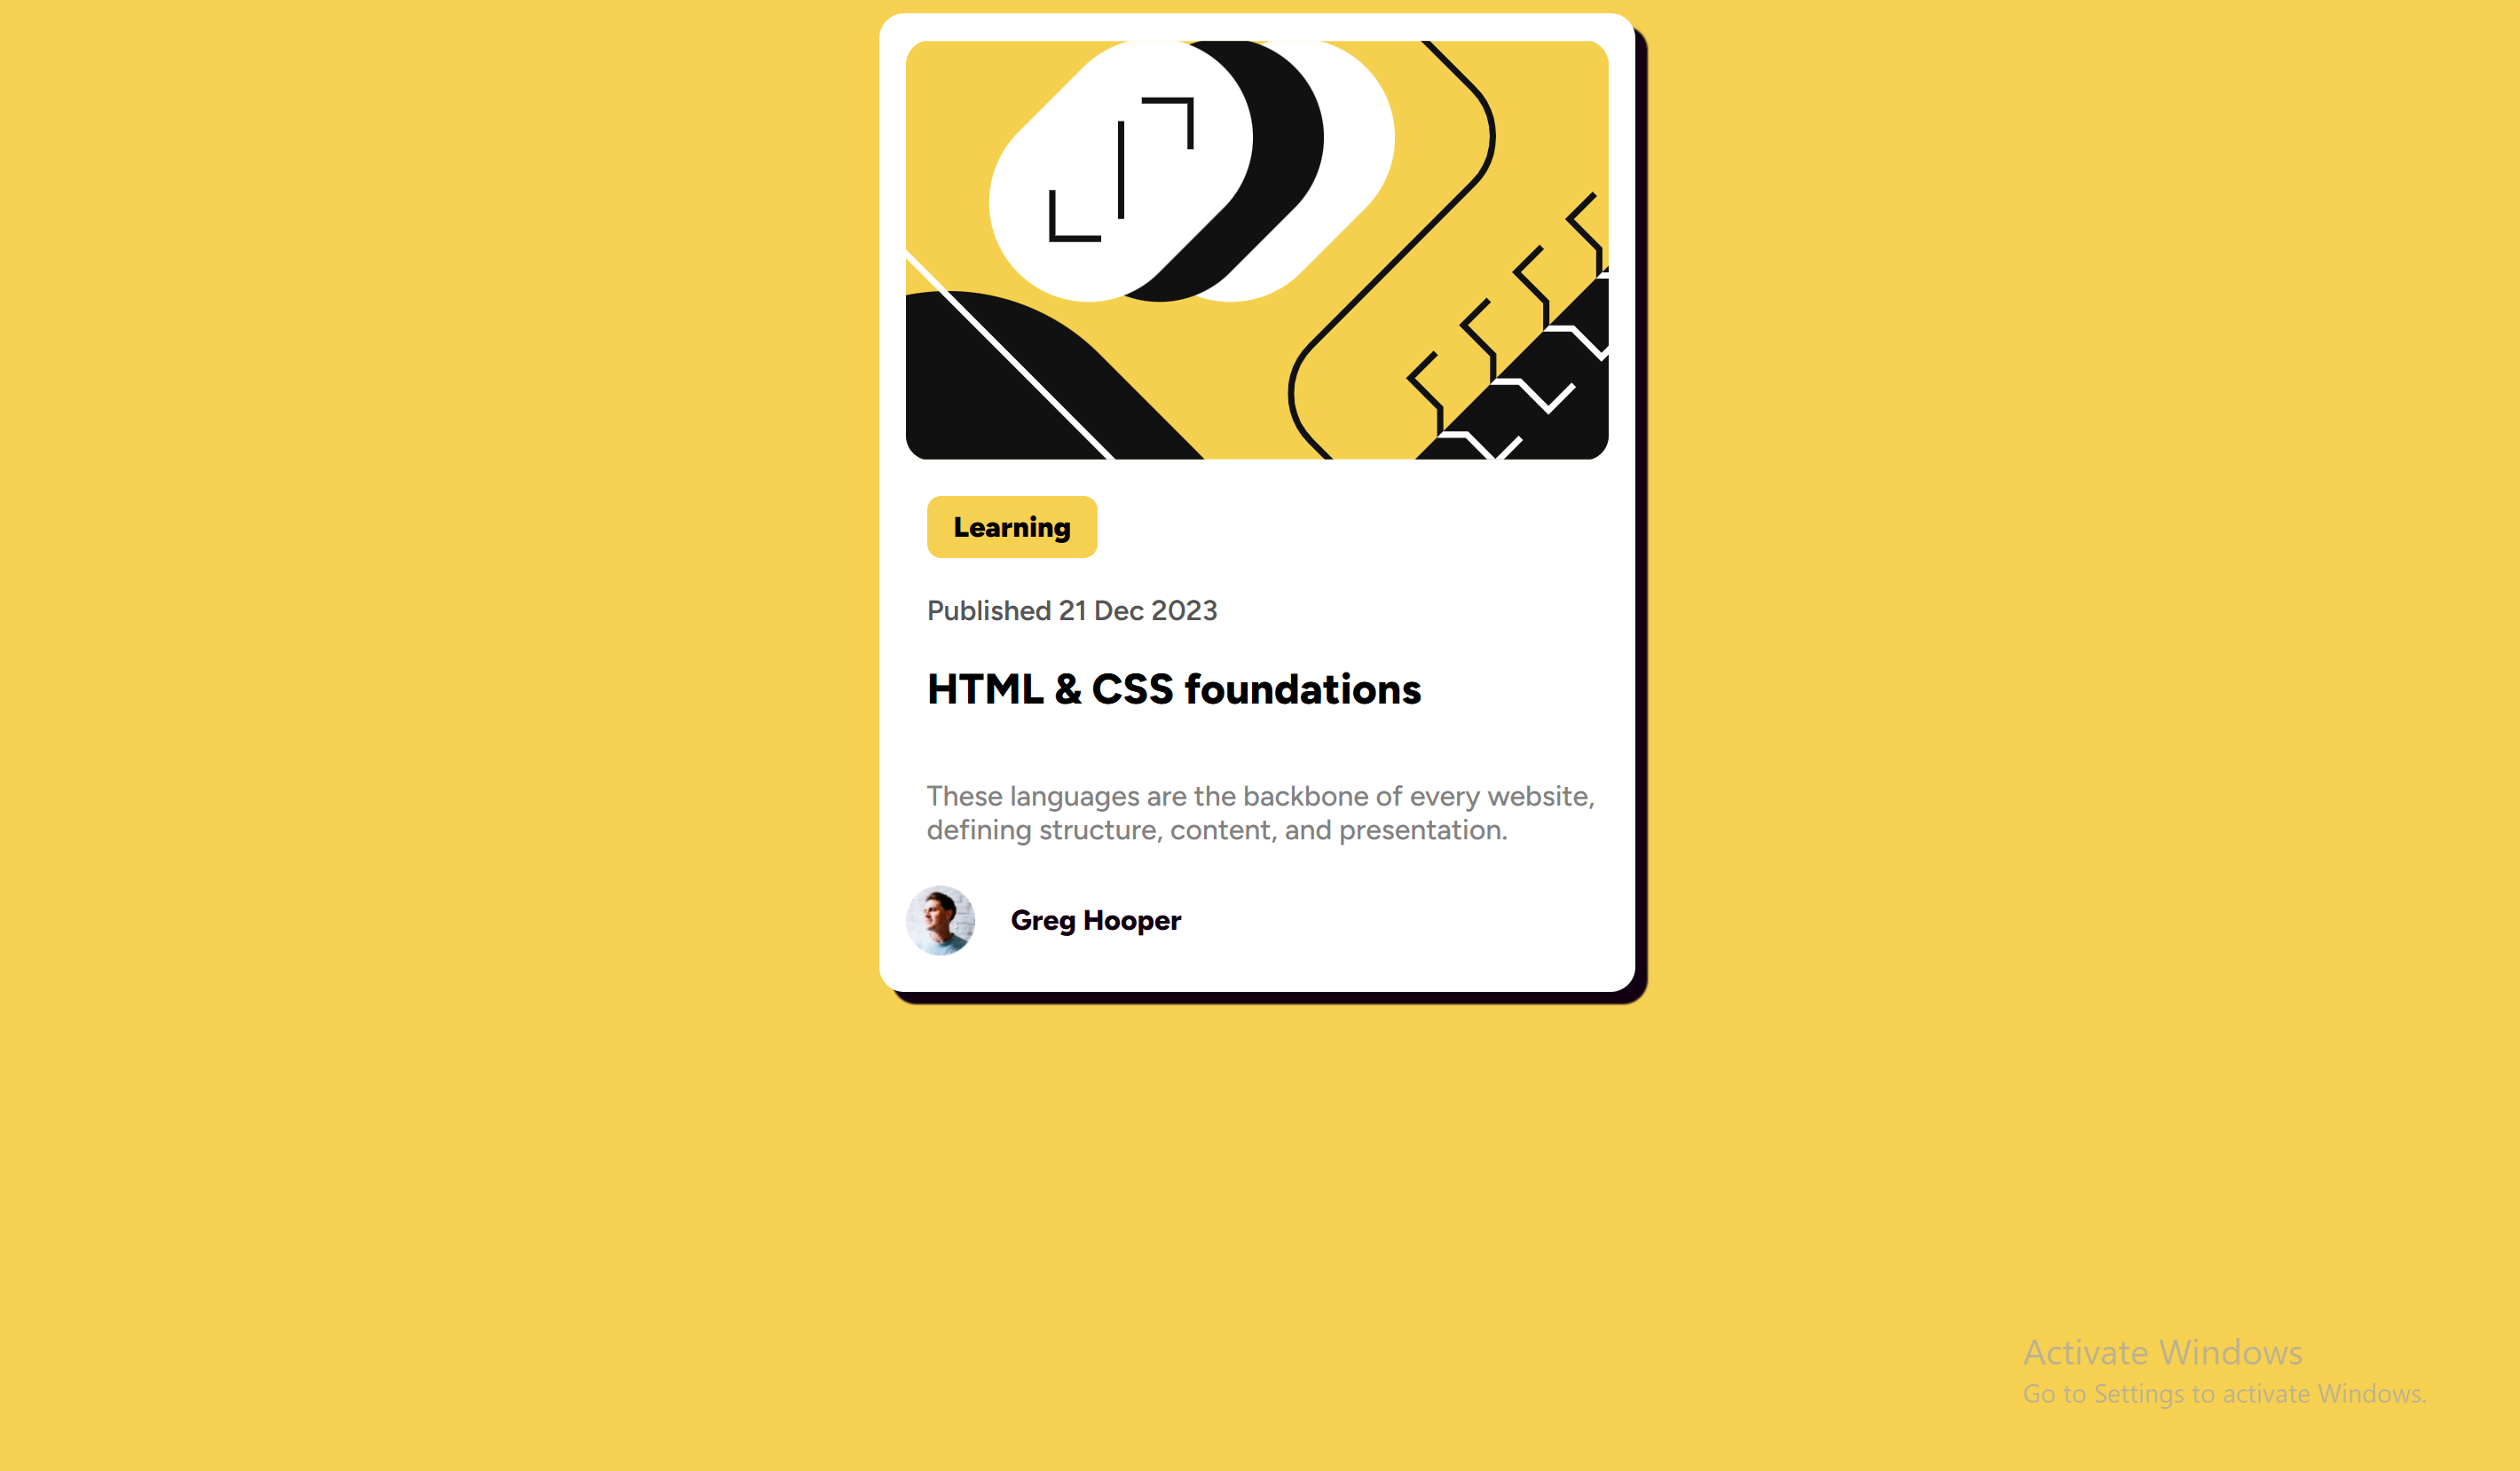 Learning
Published 21 Dec 2023
HTML & CSS foundations
These languages are the backbone of every website,
defining structure, content, and presentation.
Greg Hooper
Activate Windows
Go to Settings to activate Windows.